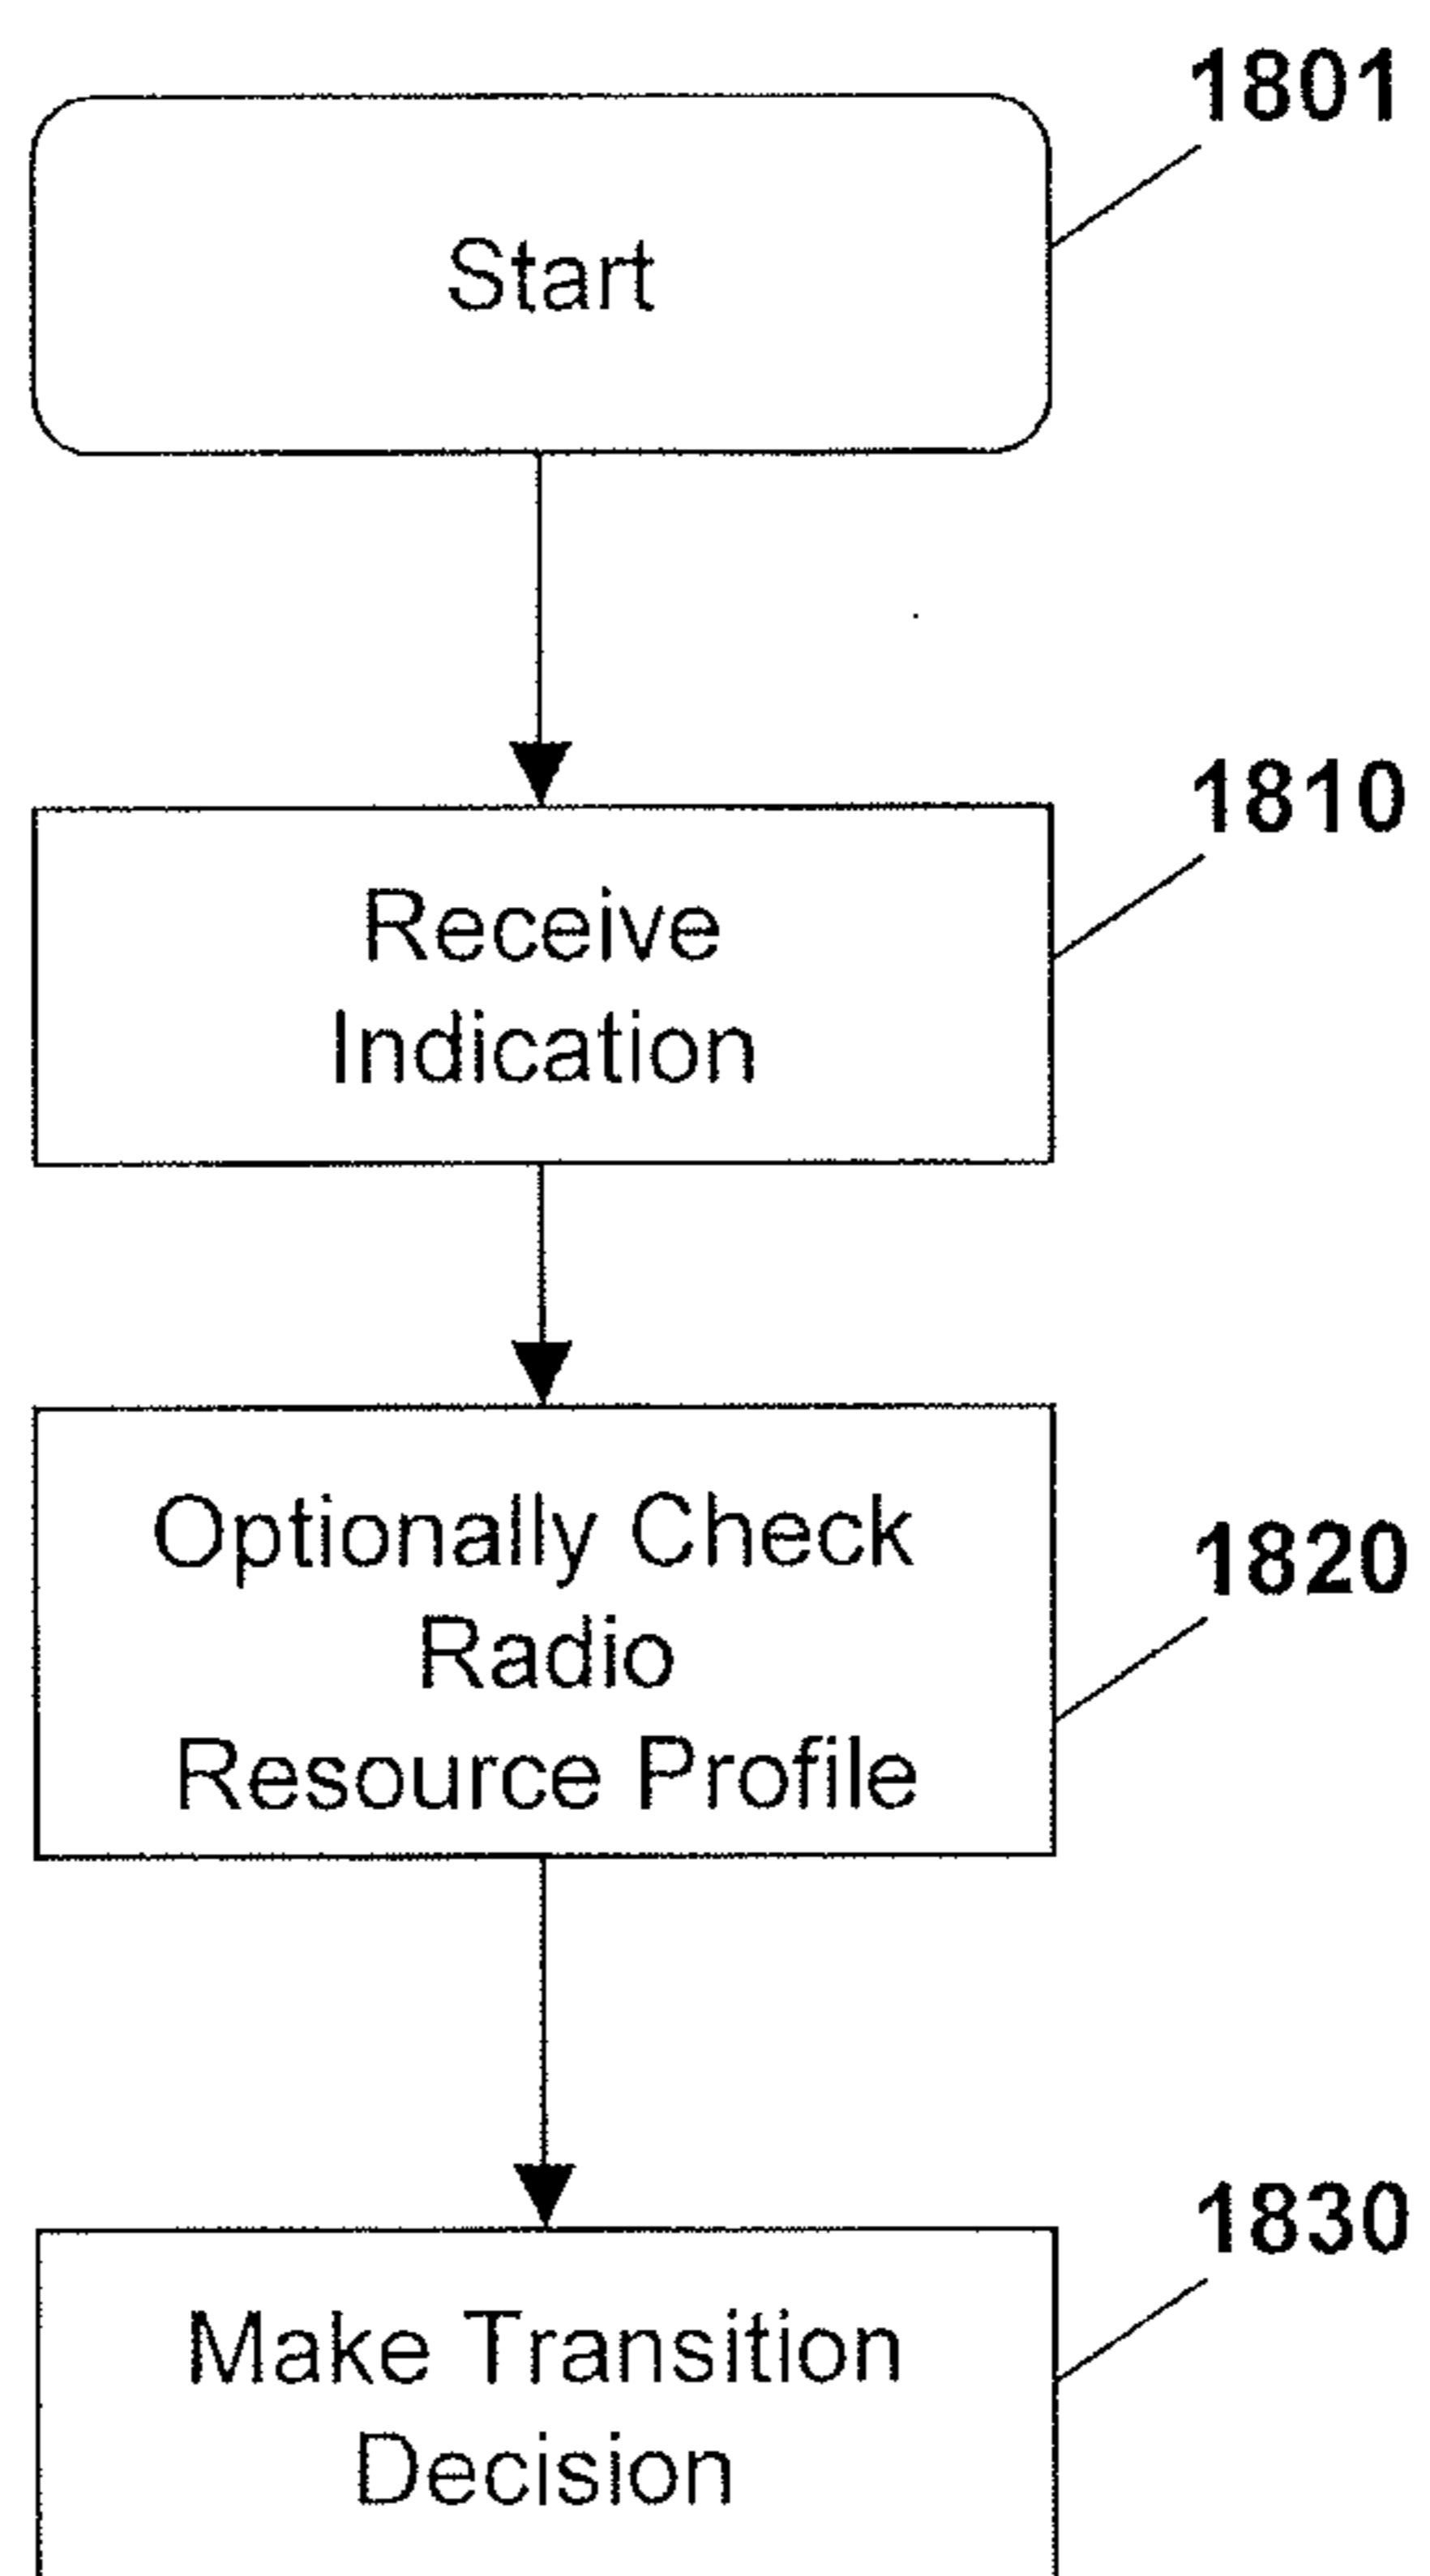 1801
Start
1810
Receive
Indication
Optionally Check
1820
Radio
Resource Profile
1830
Make Transition
Decision